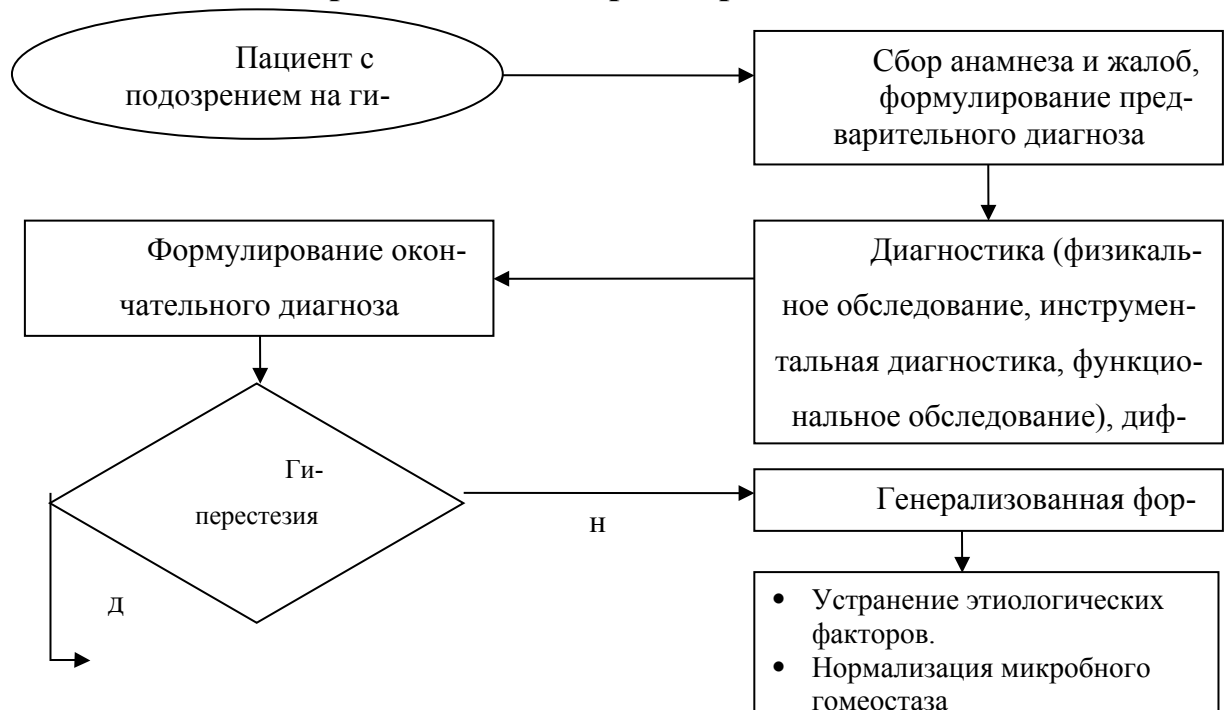 Пациент с
подозрением на ги-
Сбор анамнеза и жалоб,
формулирование пред-
варительного диагноза
Формулирование окон-
чательного диагноза
Диагностика (физикаль-
ное обследование, инструмен-
тальная диагностика, функцио-
нальное обследование), диф-
Ги-
перестезия
н
д
Генерализованная фор-
• Устранение этиологических
факторов.
• Нормализация микробного
гомеостаза